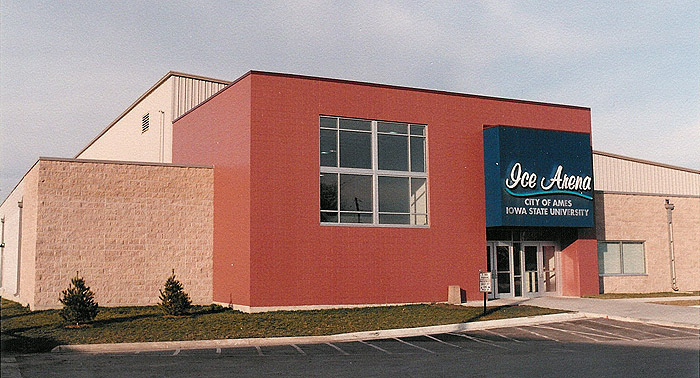 Ice Arena
CITY OF AMES
IOWA STATE UNIVERSITY